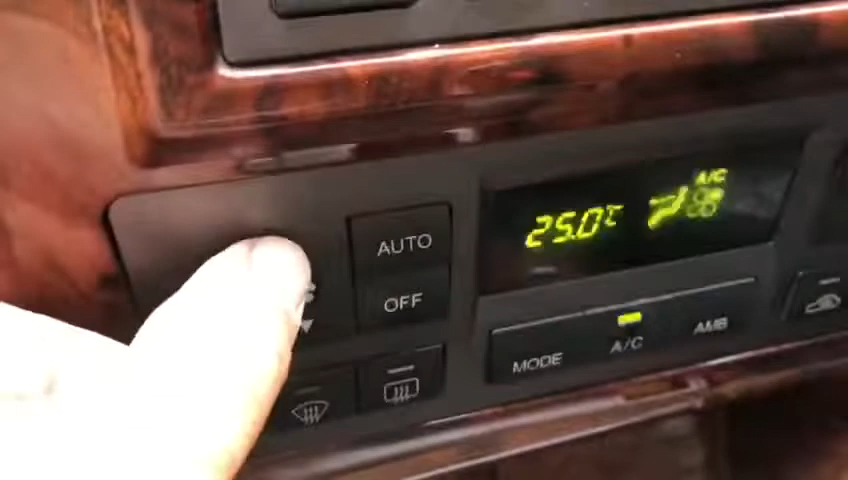 AUTO
OFF
A/C
25.0°C
MODE
A/C
AMB